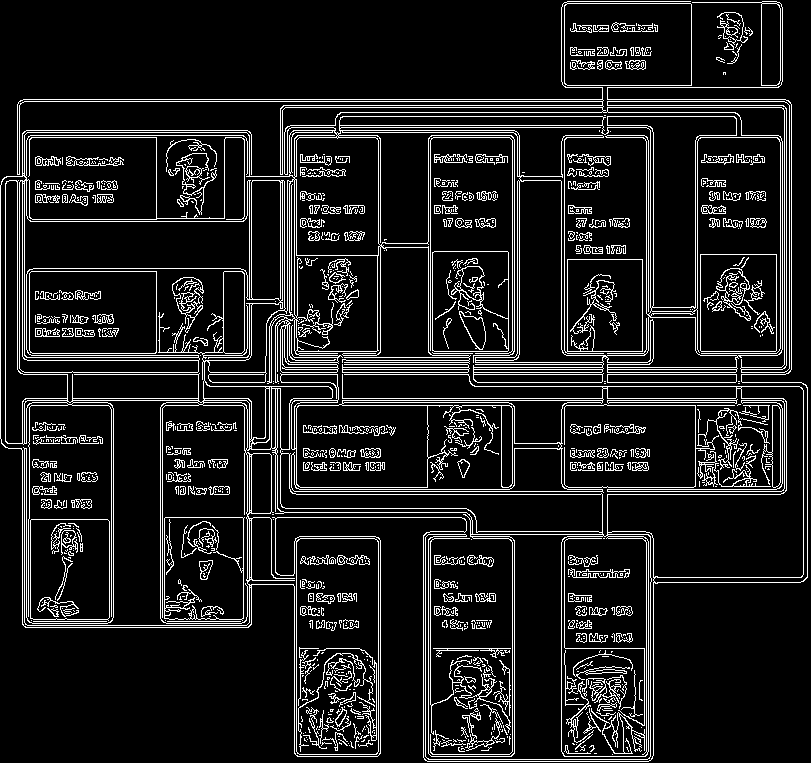 Jacques Offenbach
Born: 20 Jun 1819
Died: 5 Oct 1880
Dmitri Shostakovich
Born: 25 Sep 1906
Died: 9 Aug 1975
Ludwig van
Beethoven
Born:
17 Dec 1770
Died:
26 Mar 1827
Frédéric Chopin
Born:
22 Feb 1810
Died:
17 Oct 1849
Wolfgang
Amadeus
Mozart
Born:
27 Jan 1756
Died:
5 Dec 1791
Joseph Haydn
Born:
31 Mar 1732
Died:
31 May 1809
Maurice Ravel
Born: 7 Mar 1875
Died: 28 Dec 1937
Johann
Sebastian Bach
Born:
21 Mar 1685
Died:
28 Jul 1750
Franz Schubert
Born:
31 Jan 1797
Died:
19 Nov 1828
Modest Mussorgsky
Born: 9 Mar 1839
Died: 28 Mar 1881
Sergei Prokofiev
Born: 23 Apr 1891
Died: 5 Mar 1953
Antonín Dvořák
Born:
8 Sep 1841
Died:
1 May 1904
Edvard Grieg
Born:
15 Jun 1843
Died:
4 Sep 1907
Sergei
Rachmaninoff
Born:
Mar 1873
Died:
28 Mar 1943